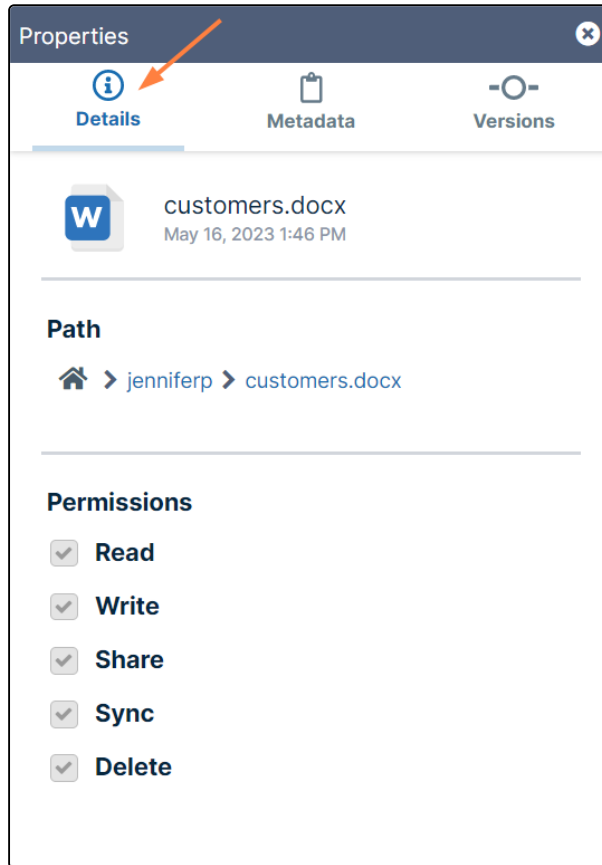 Properties
Details Metadata Versions
W customers.docx
May 16, 2023 1:46 PM
Path
jenniferp customers.docx
Permissions
Read
Write
Share
Sync
Delete